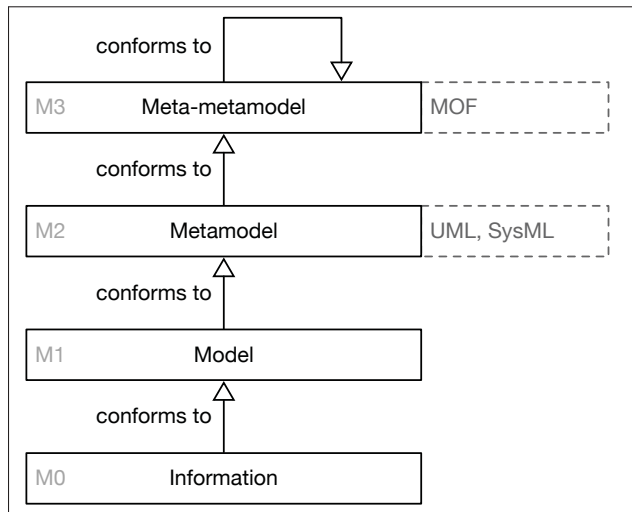 conforms to
M3 Meta-metamodel MOF
conforms to
M2 Metamodel UML, SysML
conforms to
M1 Model
conforms to
M0 Information